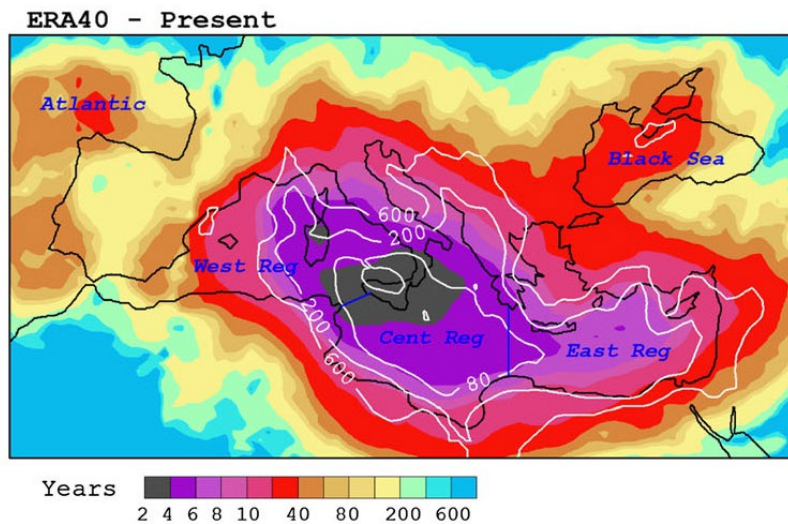 ERA40 - Present
Atlantic
Black Sea
600
200
West Reg
200
Cent Reg
East Reg
600
80
Years
2 4 6 8 10 40 80 200 600